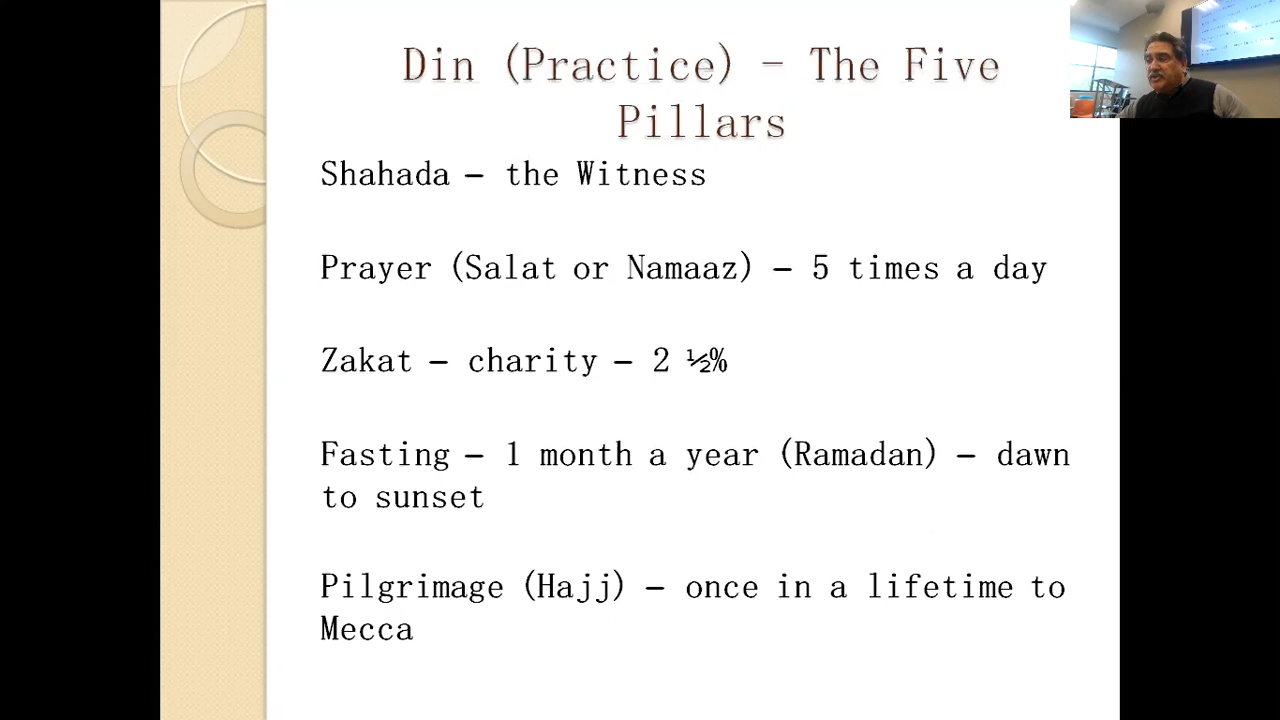 Din (Practice) – The Five
Pillars
Shahada – the Witness
Prayer (Salat or Namaaz) – 5 times a day
Zakat – charity – 2 ½%
Fasting – 1 month a year (Ramadan) – dawn
to sunset
Pilgrimage (Hajj) – once in a lifetime to
Mecca